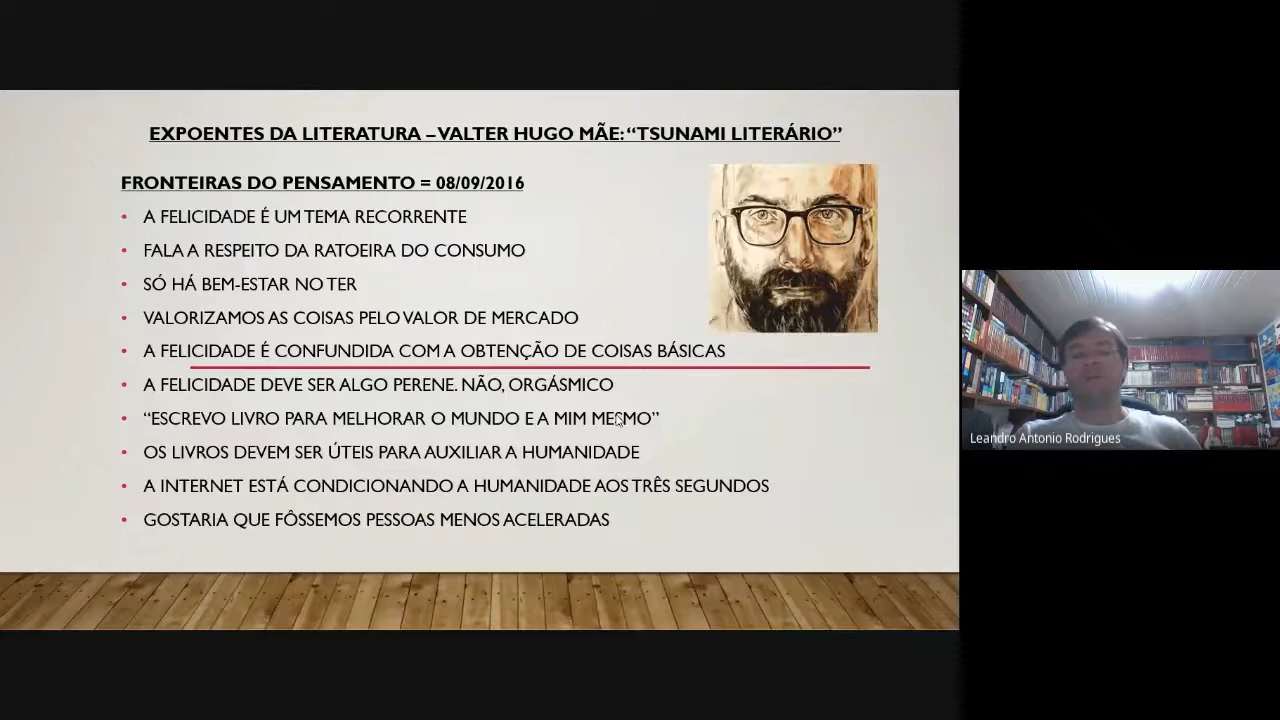 EXPOENTES DA LITERATURA – VALTER HUGO MÃE: “TSUNAMI LITERÁRIO”
FRONTEIRAS DO PENSAMENTO = 08/09/2016
• A FELICIDADE É UM TEMA RECORRENTE
• FALA A RESPEITO DA RATOEIRA DO CONSUMO
• SÓ HÁ BEM-ESTAR NO TER
• VALORIZAMOS AS COISAS PELO VALOR DE MERCADO
• A FELICIDADE É CONFUNDIDA COM A OBTENÇÃO DE COISAS BÁSICAS
• A FELICIDADE DEVE SER ALGO PERENE. NÃO, ORGÁSMICO
• “ESCREVO LIVRO PARA MELHORAR O MUNDO E A MIM MESMO”
• OS LIVROS DEVEM SER ÚTEIS PARA AUXILIAR A HUMANIDADE
• A INTERNET ESTÁ CONDICIONANDO A HUMANIDADE AOS TRÊS SEGUNDOS
• GOSTARIA QUE FÔSSEMOS PESSOAS MENOS ACELERADAS
Leandro Antonio Rodrigues